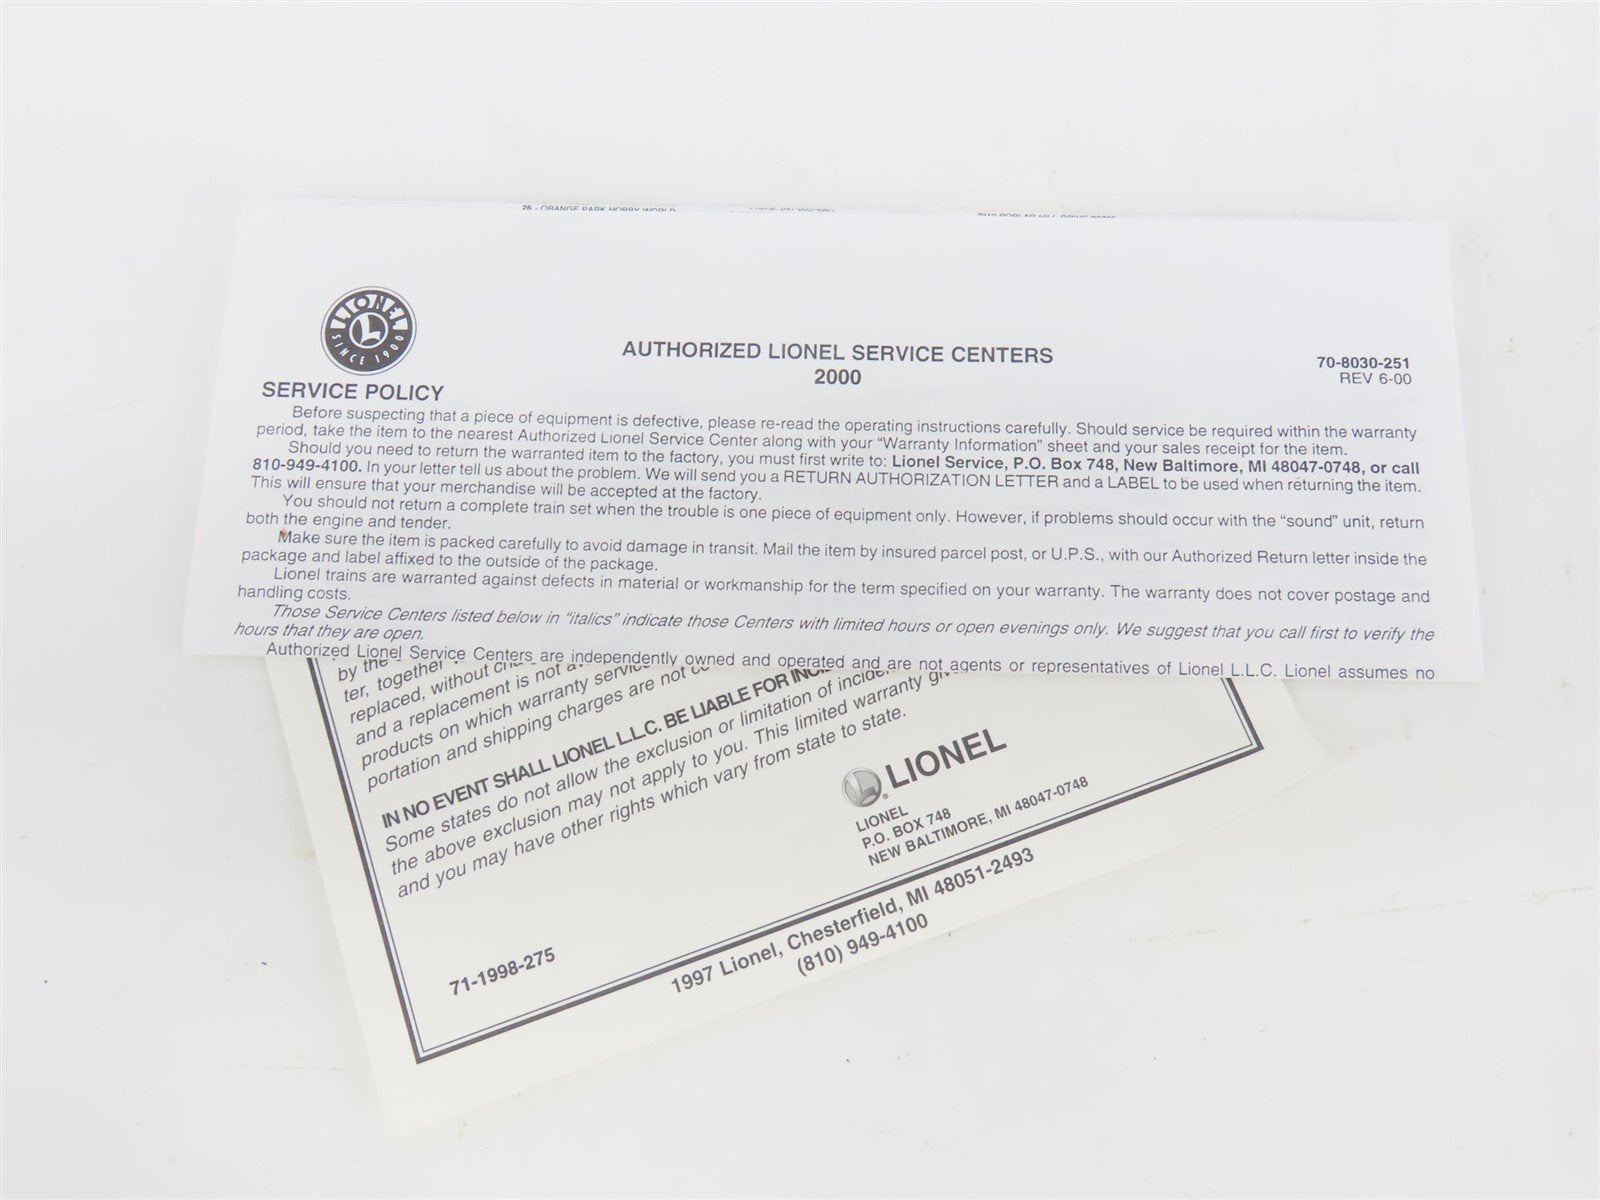 26 - ORANGE PARK HOBBY WORLD
LIONEL
L
SINCE 1900
AUTHORIZED LIONEL SERVICE CENTERS
2000
70-8030-251
REV 6-00
SERVICE POLICY
Before suspecting that a piece of equipment is defective, please re-read the operating instructions carefully. Should service be required within the warranty
period, take the item to the nearest Authorized Lionel Service Center along with your “Warranty Information” sheet and your sales receipt for the item.
Should you need to return the warranted item to the factory, you must first write to: Lionel Service, P.O. Box 748, New Baltimore, MI 48047-0748, or call
810-949-4100. In your letter tell us about the problem. We will send you a RETURN AUTHORIZATION LETTER and a LABEL to be used when returning the item.
This will ensure that your merchandise will be accepted at the factory.
You should not return a complete train set when the trouble is one piece of equipment only. However, if problems should occur with the “sound” unit, return
both the engine and tender.
Make sure the item is packed carefully to avoid damage in transit. Mail the item by insured parcel post, or U.P.S., with our Authorized Return letter inside the
package and label affixed to the outside of the package.
Lionel trains are warranted against defects in material or workmanship for the term specified on your warranty. The warranty does not cover postage and
handling costs.
Those Service Centers listed below in “italics” indicate those Centers with limited hours or open evenings only. We suggest that you call first to verify the
hours that they are open.
Authorized Lionel Service Centers are independently owned and operated and are not agents or representatives of Lionel L.L.C. Lionel assumes no
by the
ter, together
replaced, without
and a replacement is not
products on which warranty service
portation and shipping charges are not
IN NO EVENT SHALL LIONEL L.L.C. BE LIABLE FOR
Some states do not allow the exclusion or limitation of
the above exclusion may not apply to you. This limited warranty
and you may have other rights which vary from state to state.
L LIONEL
LIONEL
P.O. BOX 748
NEW BALTIMORE, MI 48047-0748
71-1998-275
1997 Lionel, Chesterfield, MI 48051-2493
(810) 949-4100